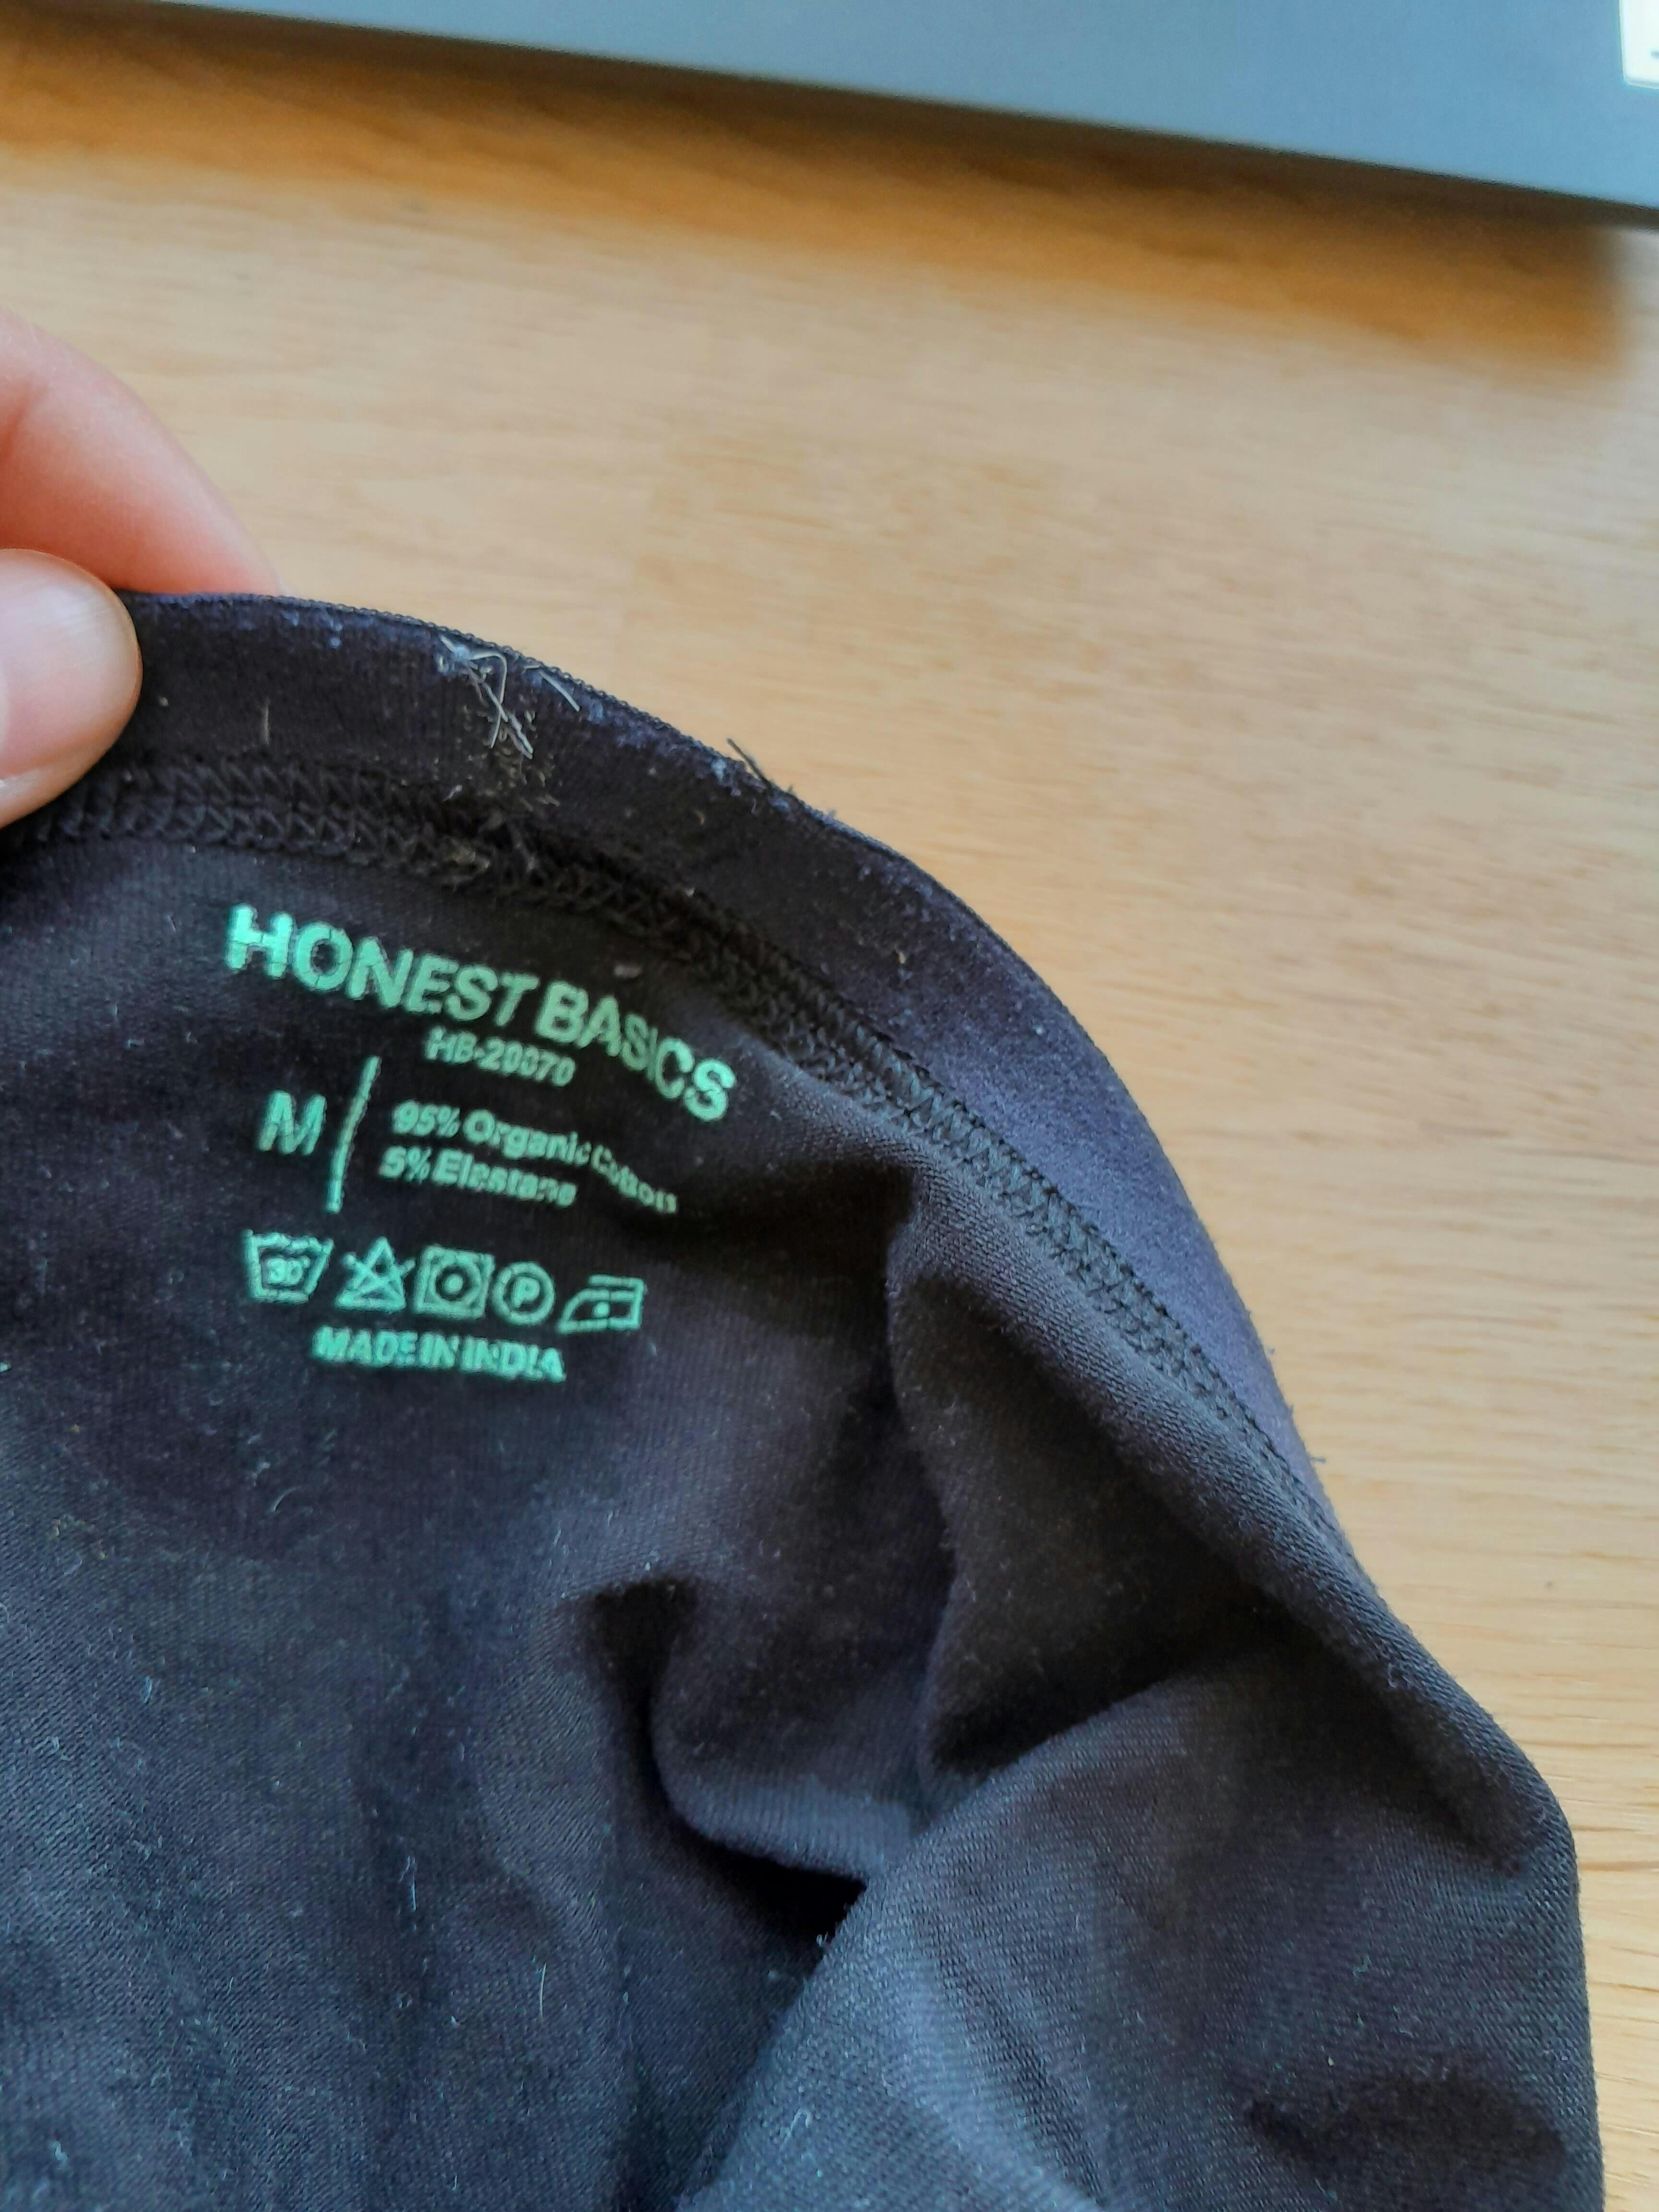 HONEST BASICS
HB-20070
M
95% Organic Cotton
5% Elastane
30°
P
MADE IN INDIA